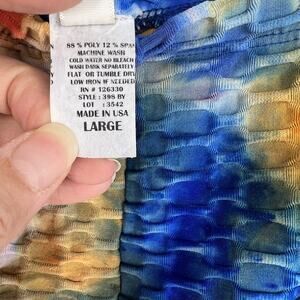 88 % POLY 12 % SPAN
MACHINE WASH
COLD WATER NO BLEACH
WASH DARK SEPARATELY
FLAT OR TUMBLE DRY
LOW IRON IF NEEDED
RN # 126330
STYLE : 398 BY
LOT : 3542
MADE IN USA
LARGE